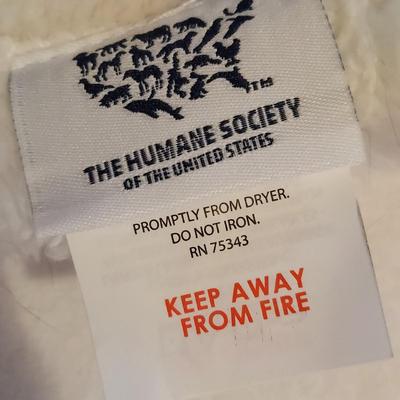 ™
THE HUMANE SOCIETY
OF THE UNITED STATES
PROMPTLY FROM DRYER.
DO NOT IRON.
RN 75343
KEEP AWAY
FROM FIRE